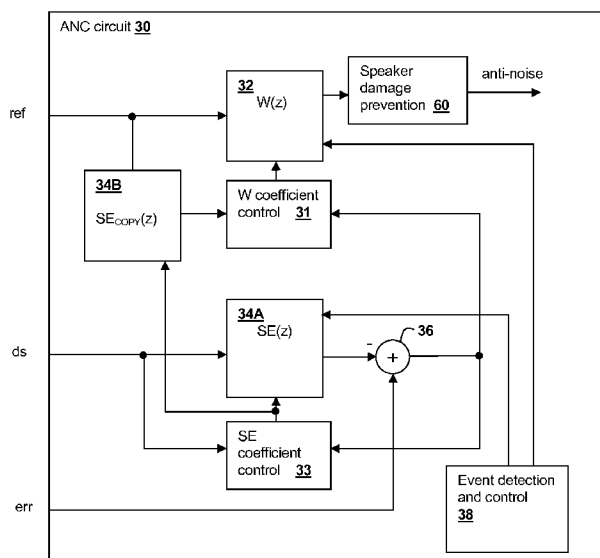 ANC circuit 30
ref
32
W(z)
Speaker
damage
prevention 60
anti-noise
34B
SECOPY(z)
W coefficient
control 31
ds
34A
SE(z)
-
+
36
SE
coefficient
control 33
err
Event detection
and control
38